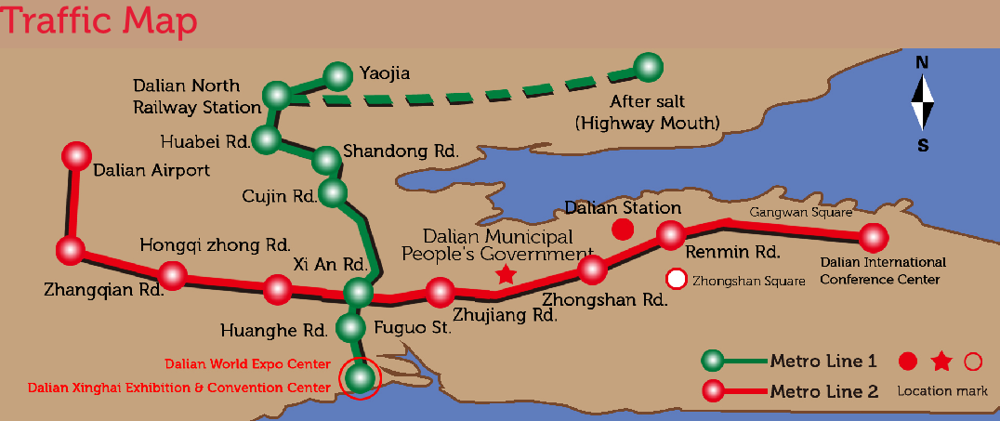 Traffic Map
N
S
Yaojia
Dalian North
Railway Station
After salt
(Highway Mouth)
Huabei Rd.
Shandong Rd.
Dalian Airport
Cujin Rd.
Dalian Station
Gangwan Square
Dalian Municipal
People's Government
Hongqi zhong Rd.
Xi An Rd.
Renmin Rd.
Dalian International
Conference Center
Zhongshan Square
Zhangqian Rd.
Zhongshan Rd.
Zhujiang Rd.
Huanghe Rd.
Fuguo St.
Dalian World Expo Center
Dalian Xinghai Exhibition & Convention Center
Metro Line 1
Metro Line 2
Location mark